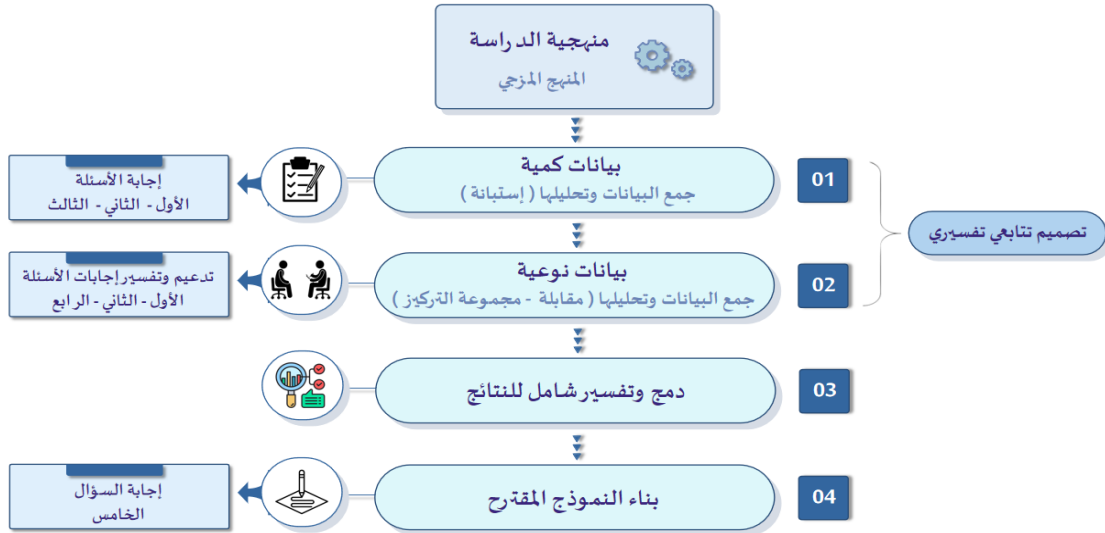 منهجية الدراسة
المنهج المزجي
01
بيانات كمية
جمع البيانات وتحليلها ( إستبانة )
إجابة الأسئلة
الأول - الثاني - الثالث
تصميم تتابعي تفسيري
02
بيانات نوعية
جمع البيانات وتحليلها ( مقابلة - مجموعة التركيز )
تدعيم وتفسير إجابات الأسئلة
الأول - الثاني - الرابع
03
دمج وتفسير شامل للنتائج
04
بناء النموذج المقترح
إجابة السؤال
الخامس